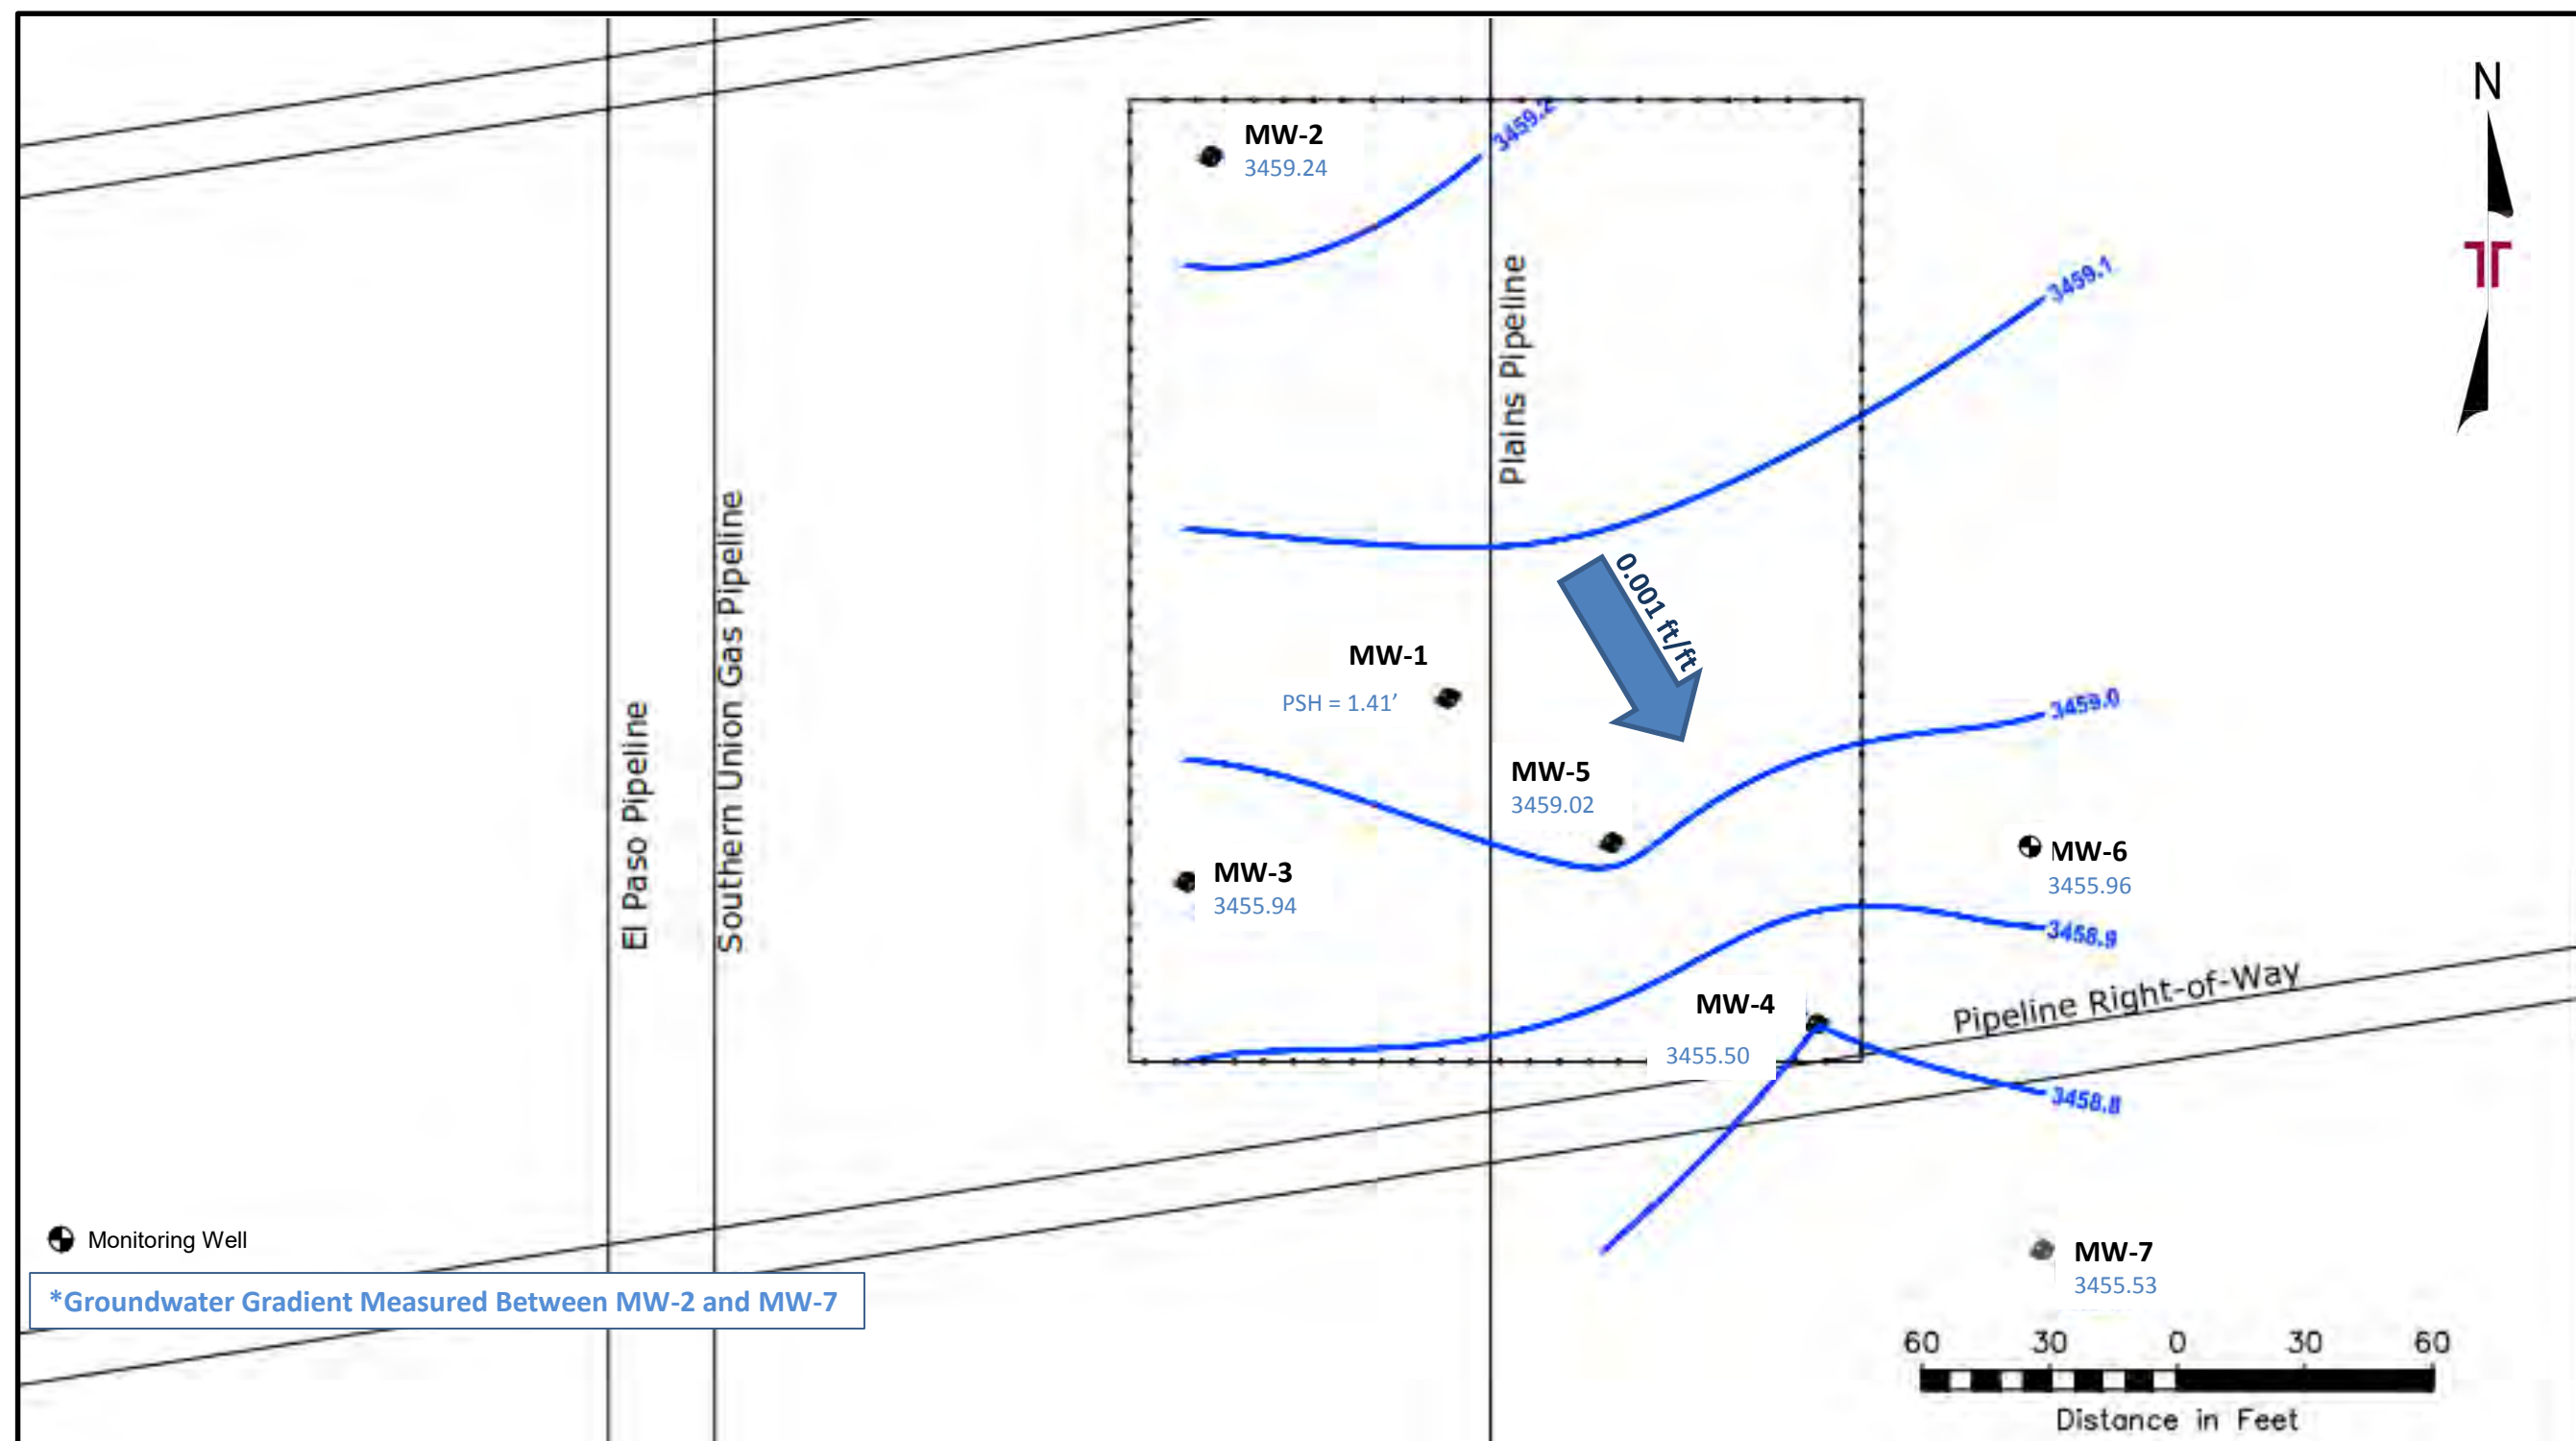 N
MW-2
3459.24
3459.2
3459.1
Plains Pipeline
Southern Union Gas Pipeline
El Paso Pipeline
0.001 ft/ft
MW-1
PSH = 1.41’
3459.0
MW-5
3459.02
MW-6
3455.96
MW-3
3455.94
3458.9
MW-4
3455.50
Pipeline Right-of-Way
3458.8
Monitoring Well
MW-7
3455.53
*Groundwater Gradient Measured Between MW-2 and MW-7
60 30 0 30 60
Distance in Feet